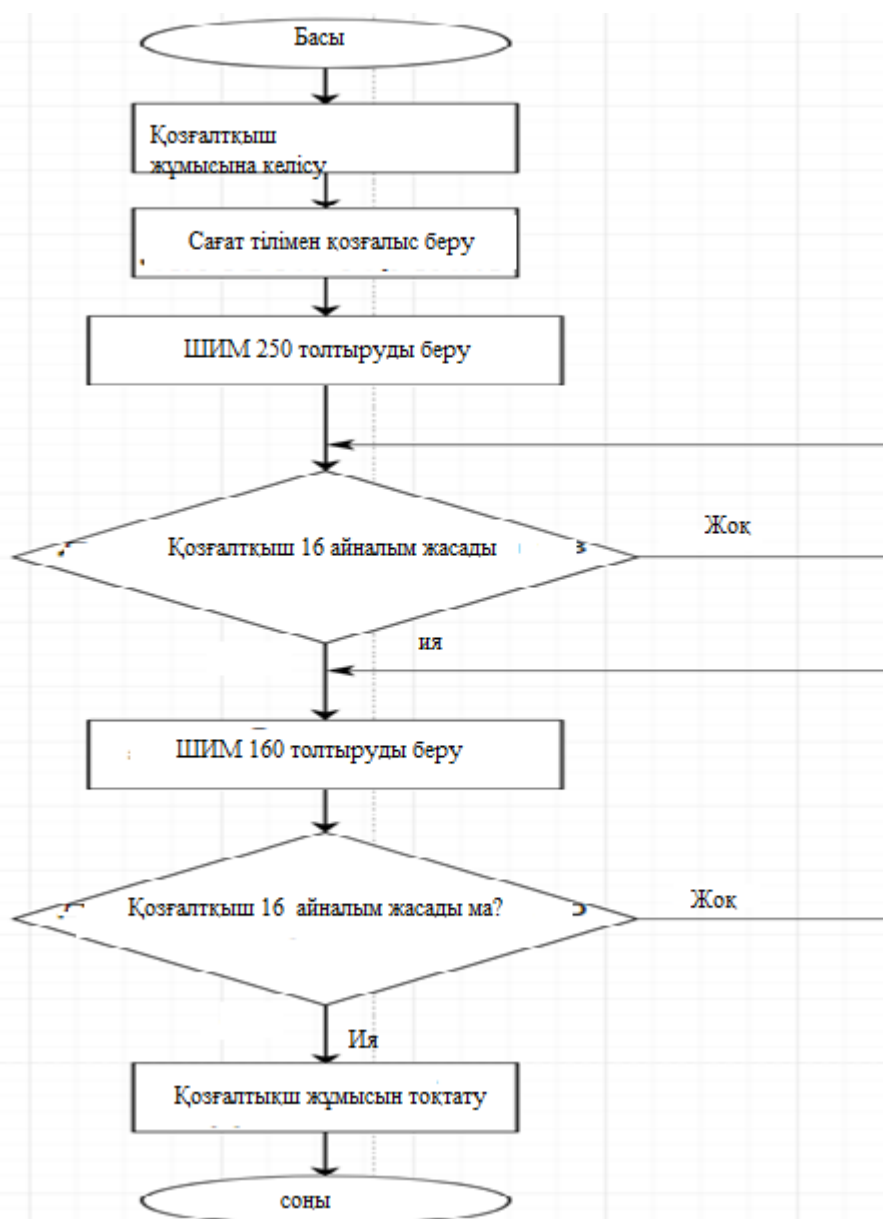 Басы
Қозғалтқыш
жұмысына келісу
Сағат тілімен қозғалыс беру
ШИМ 250 толтыруды беру
Қозғалтқыш 16 айналым жасады
Жоқ
ия
ШИМ 160 толтыруды беру
Қозғалтқыш 16 айналым жасады ма?
Жоқ
Ия
Қозғалтықш жұмысын тоқтату
соңы